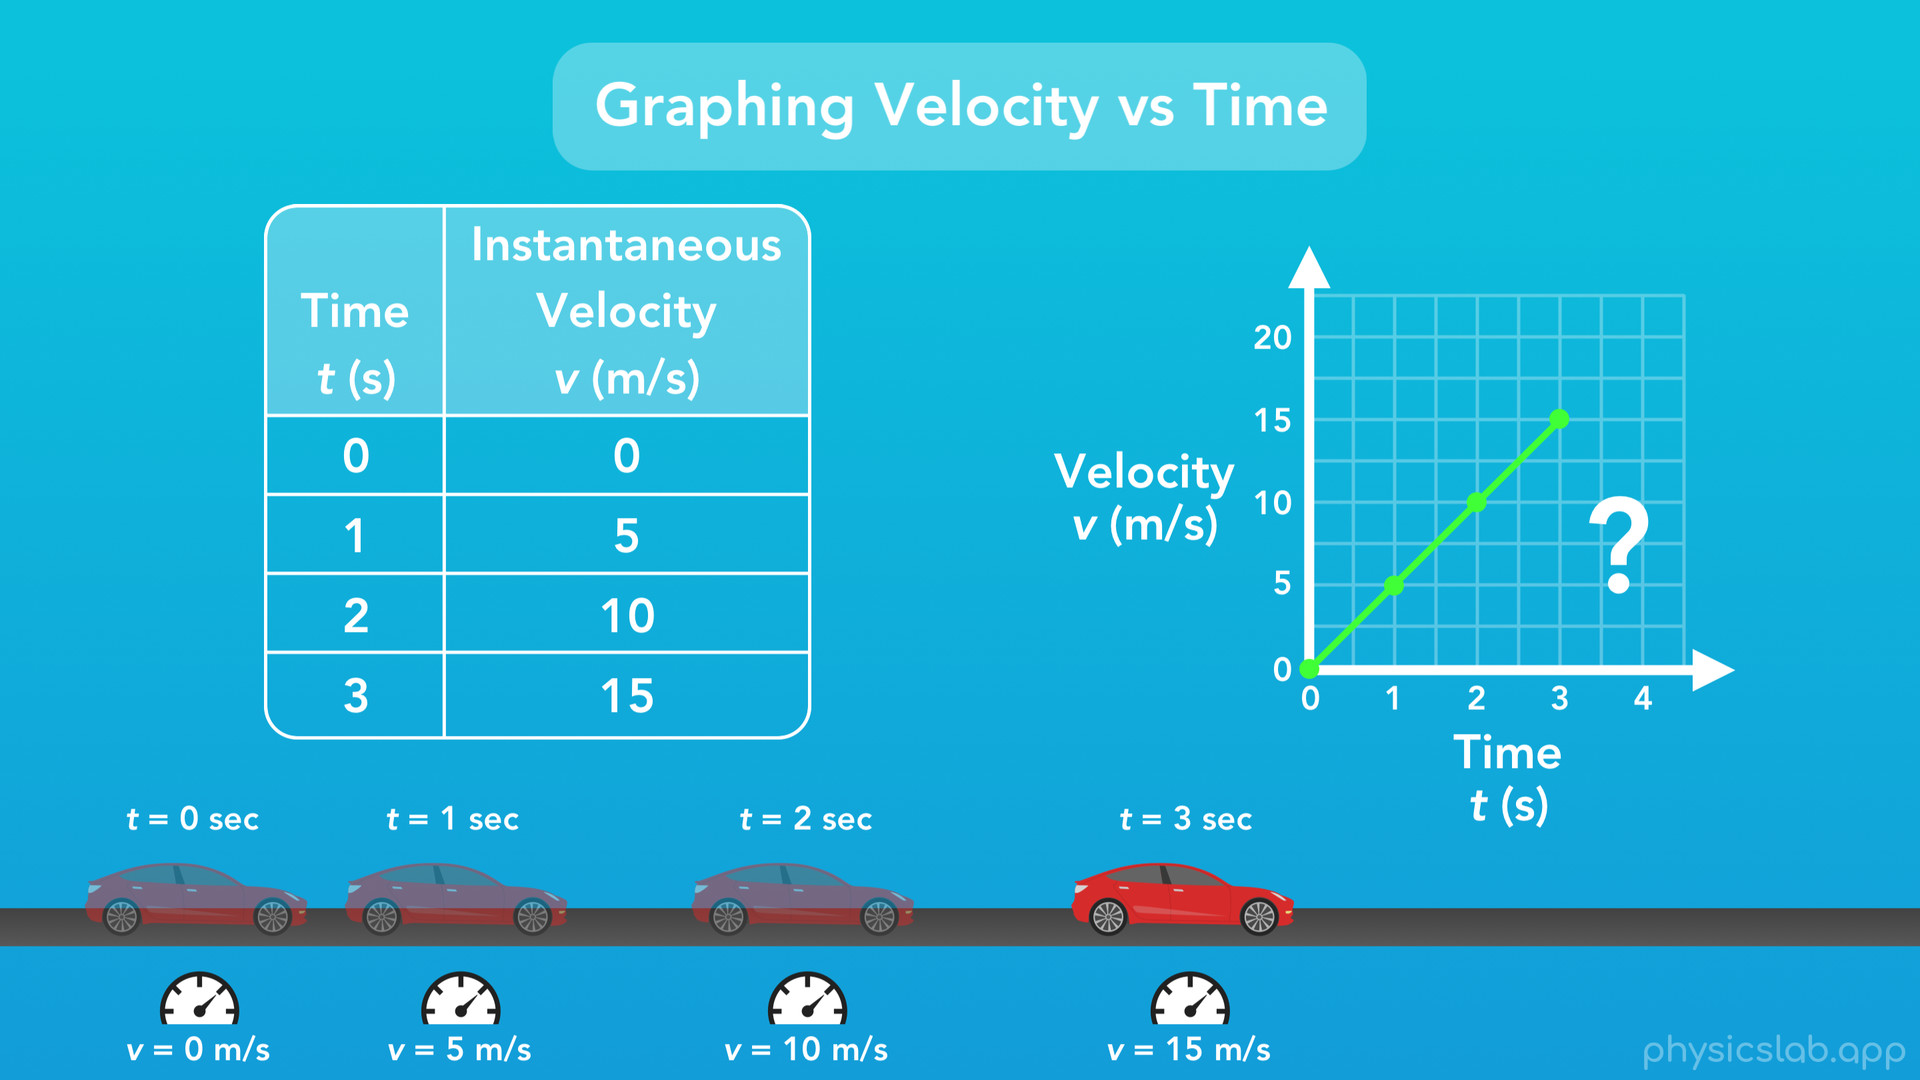 Graphing Velocity vs Time
Time
t (s)
Instantaneous
Velocity
v (m/s)
0 0
1 5
2 10
3 15
Velocity
v (m/s)
20
15
10
5
0
?
0 1 2 3 4
Time
t (s)
t = 0 sec t = 1 sec t = 2 sec t = 3 sec
v = 0 m/s v = 5 m/s v = 10 m/s v = 15 m/s
physicslab.app